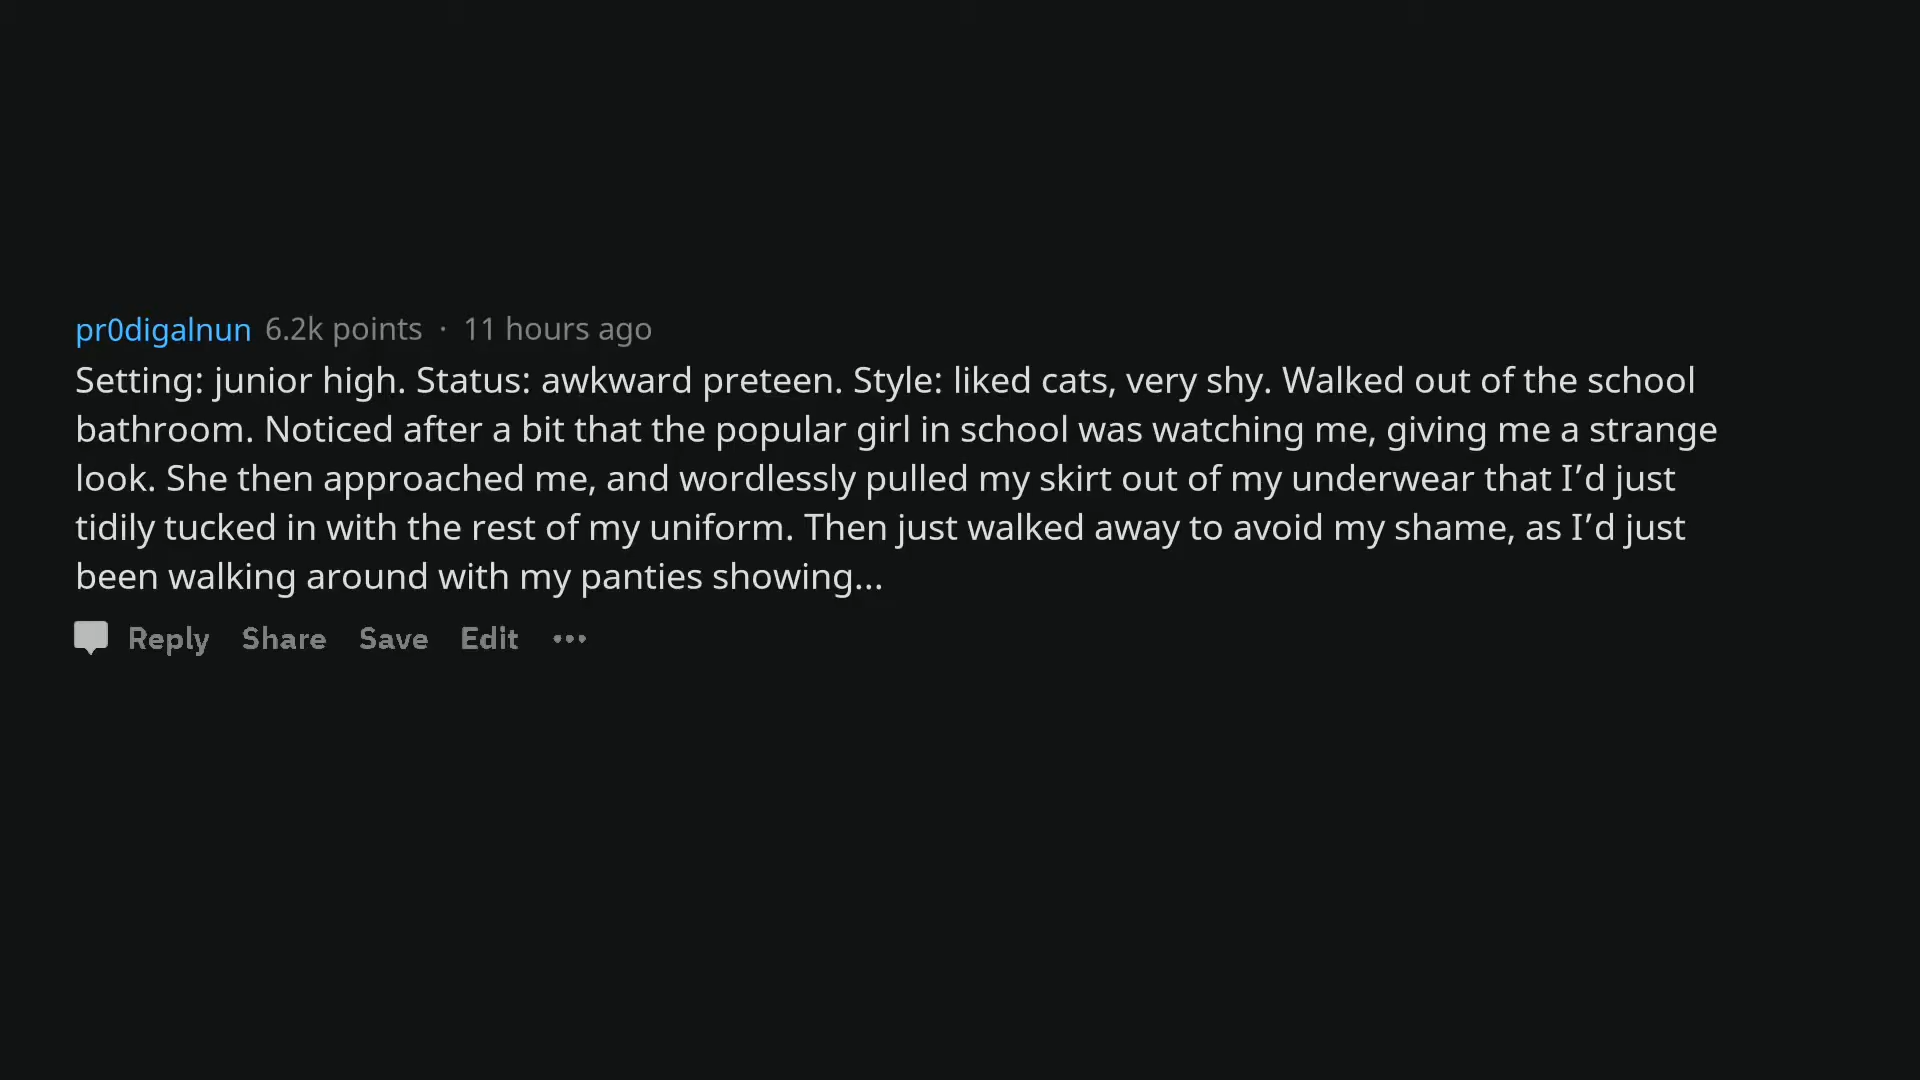 pr0digalnun 6.2k points · 11 hours ago
Setting: junior high. Status: awkward preteen. Style: liked cats, very shy. Walked out of the school
bathroom. Noticed after a bit that the popular girl in school was watching me, giving me a strange
look. She then approached me, and wordlessly pulled my skirt out of my underwear that I’d just
tidily tucked in with the rest of my uniform. Then just walked away to avoid my shame, as I’d just
been walking around with my panties showing...
Reply Share Save Edit •••